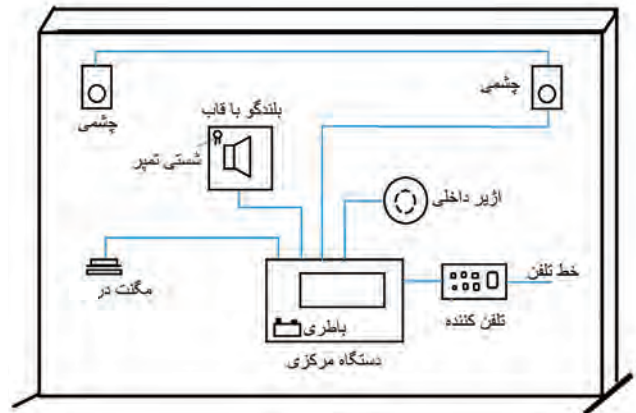 چشمی
چشمی
بلندگو با قاب
شستی تمپر
آژیر داخلی
مگنت در
خط تلفن
تلفن کننده
باطری
دستگاه مرکزی